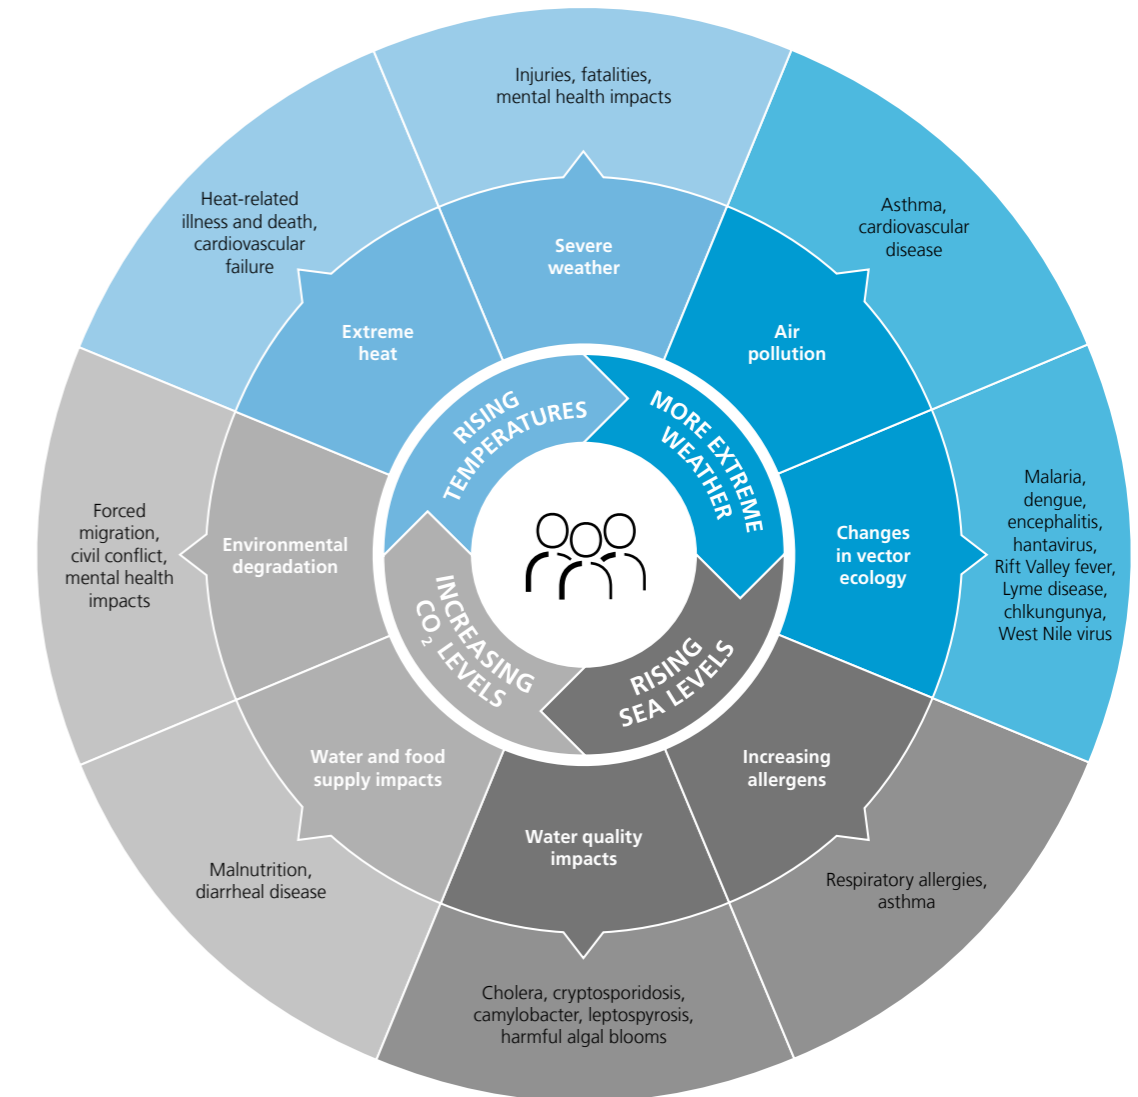 Injuries, fatalities,
mental health impacts
Severe
weather
Asthma,
cardiovascular
disease
Air
pollution
Malaria,
dengue,
encephalitis,
hantavirus,
Rift Valley fever,
Lyme disease,
chlkungunya,
West Nile virus
Changes
in vector
ecology
Respiratory allergies,
asthma
Increasing
allergens
Cholera, cryptosporidosis,
camylobacter, leptospyrosis,
harmful algal blooms
Water quality
impacts
Malnutrition,
diarrheal disease
Water and food
supply impacts
Forced
migration,
civil conflict,
mental health
impacts
Environmental
degradation
Heat-related
illness and death,
cardiovascular
failure
Extreme
heat
RISING
TEMPERATURES
MORE EXTREME
WEATHER
RISING
SEA LEVELS
INCREASING
CO₂ LEVELS